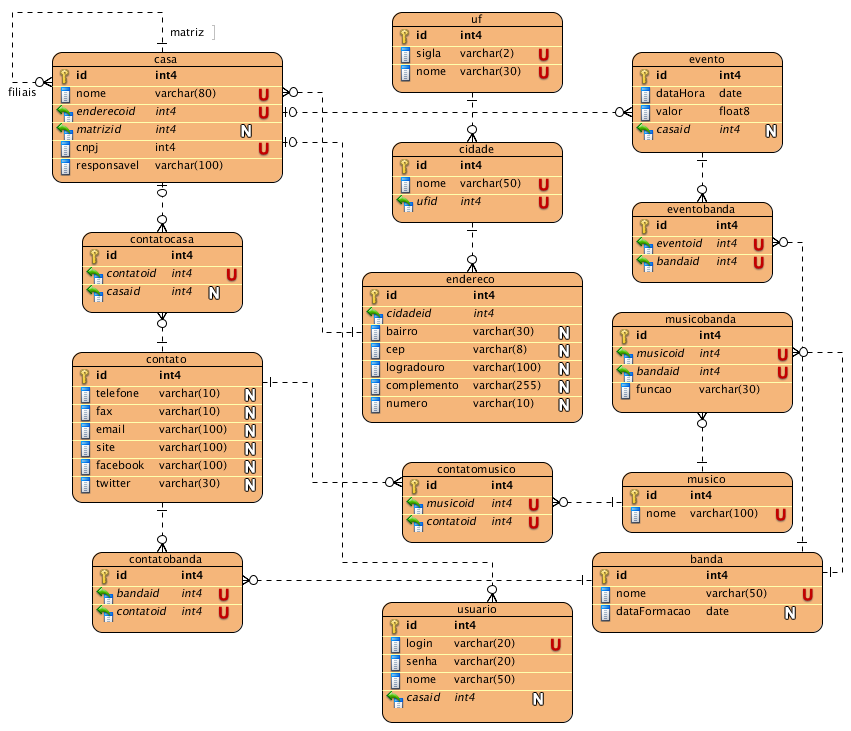 matriz
filiais
casa
id int4
nome varchar(80) U
enderecoid int4 U
matrizid int4 N
cnpj int4 U
responsavel varchar(100)
uf
id int4
sigla varchar(2) U
nome varchar(30) U
evento
id int4
dataHora date
valor float8
casaid int4 N
cidade
id int4
nome varchar(50) U
ufid int4 U
eventobanda
id int4
eventoid int4 U
bandaid int4 U
contatocasa
id int4
contatoid int4 U
casaid int4 N
endereco
id int4
cidadeid int4
bairro varchar(30) N
cep varchar(8) N
logradouro varchar(100) N
complemento varchar(255) N
numero varchar(10) N
musicobanda
id int4
musicoid int4 U
bandaid int4 U
funcao varchar(30)
contato
id int4
telefone varchar(10) N
fax varchar(10) N
email varchar(100) N
site varchar(100) N
facebook varchar(100) N
twitter varchar(30) N
contatomusico
id int4
musicoid int4 U
contatoid int4 U
musico
id int4
nome varchar(100) U
contatobanda
id int4
bandaid int4 U
contatoid int4 U
banda
id int4
nome varchar(50) U
dataFormacao date N
usuario
id int4
login varchar(20) U
senha varchar(20)
nome varchar(50)
casaid int4 N